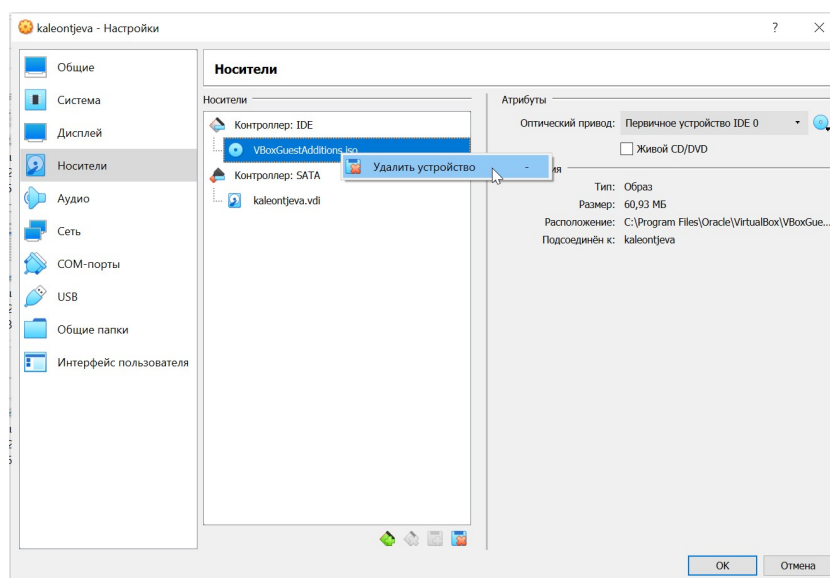 kaleontjeva - Настройки
?
Общие
Система
Дисплей
Носители
Аудио
Сеть
COM-порты
USB
Общие папки
Интерфейс пользователя
Носители
Носители
Контроллер: IDE
VBoxGuestAdditions.iso
Удалить устройство -
Контроллер: SATA
kaleontjeva.vdi
Атрибуты
Оптический привод: Первичное устройство IDE 0
Живой CD/DVD
Тип: Образ
Размер: 60,93 МБ
Расположение: C:\Program Files\Oracle\VirtualBox\VBoxGue...
Подсоединён к: kaleontjeva
OK
Отмена